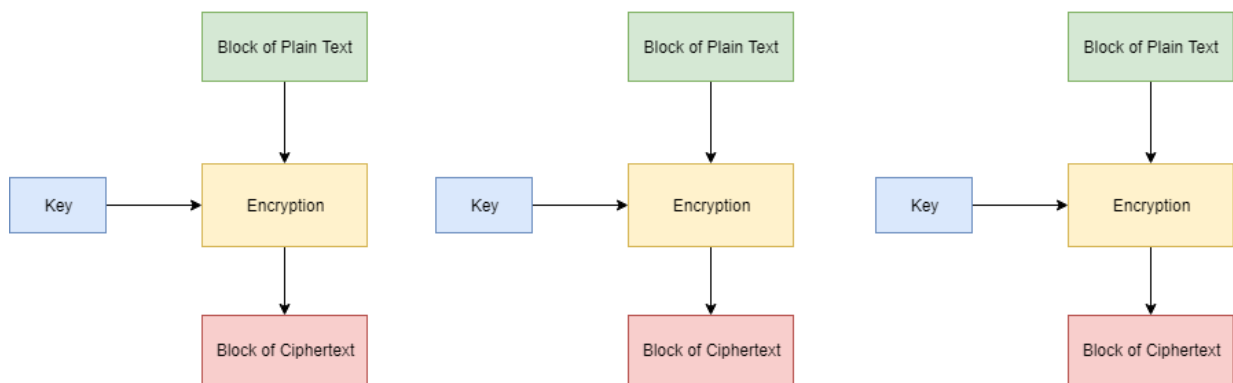 Block of Plain Text
Block of Plain Text
Block of Plain Text
Key
Encryption
Key
Encryption
Key
Encryption
Block of Ciphertext
Block of Ciphertext
Block of Ciphertext